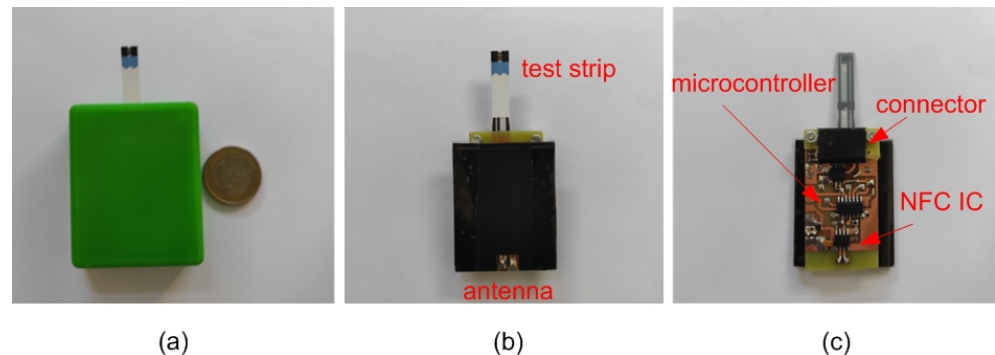 test strip
antenna
microcontroller
connector
NFC IC
(a)
(b)
(c)